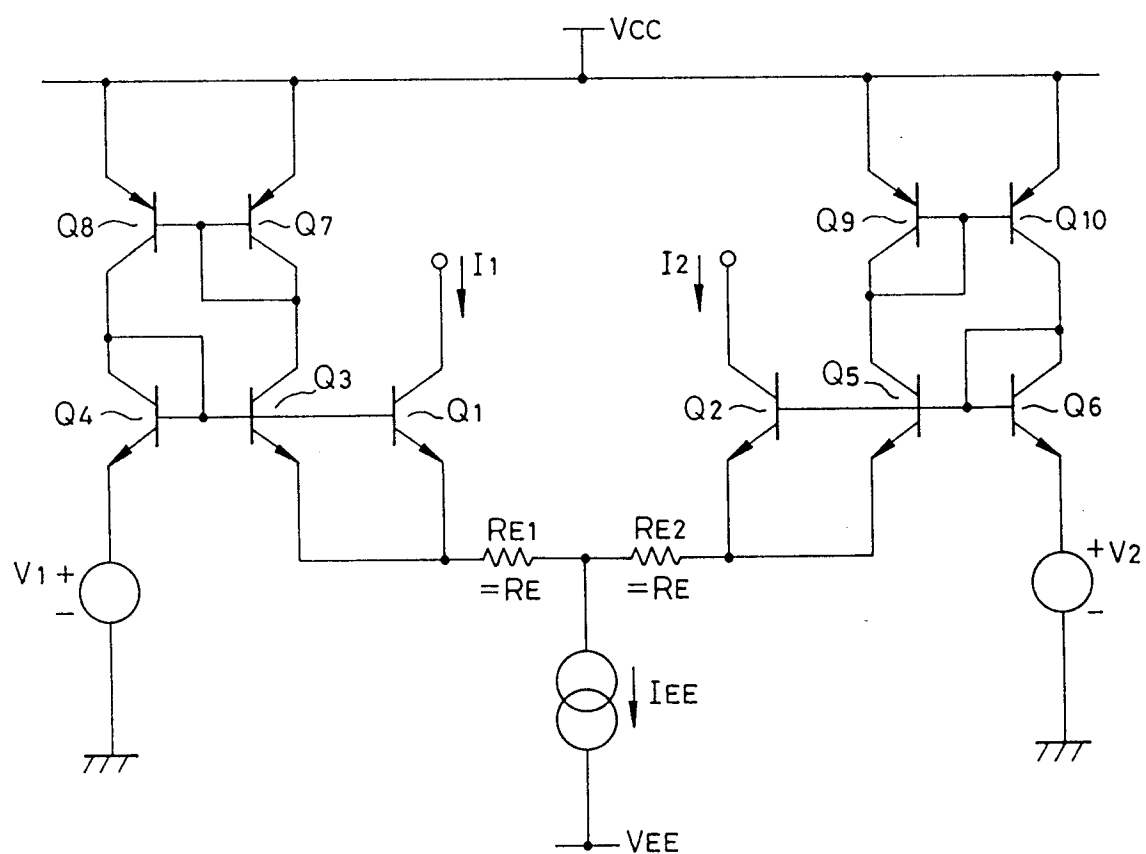 VCC
Q8
Q7
Q9
Q10
I1
I2
Q4
Q3
Q1
Q2
Q5
Q6
RE1
=RE
RE2
=RE
V1 +
-
+ V2
-
IEE
VEE